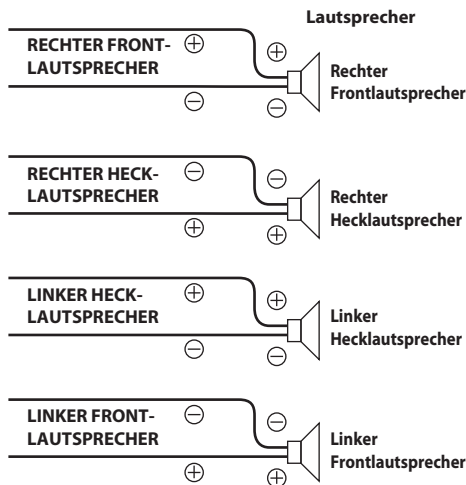 Lautsprecher
RECHTER FRONT-
LAUTSPRECHER
⊕
⊕
⊖
⊖
Rechter
Frontlautsprecher
RECHTER HECK-
LAUTSPRECHER
⊖
⊖
⊕
⊕
Rechter
Hecklautsprecher
LINKER HECK-
LAUTSPRECHER
⊕
⊕
⊖
⊖
Linker
Hecklautsprecher
LINKER FRONT-
LAUTSPRECHER
⊖
⊖
⊕
⊕
Linker
Frontlautsprecher